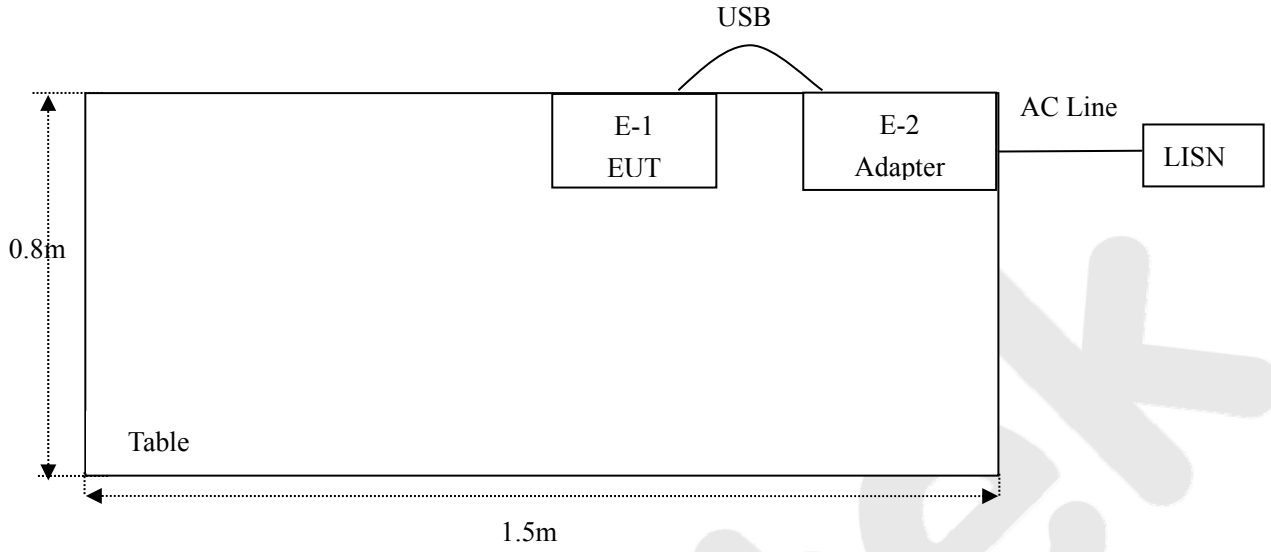 USB
E-1
EUT
E-2
Adapter
AC Line
LISN
0.8m
Table
1.5m